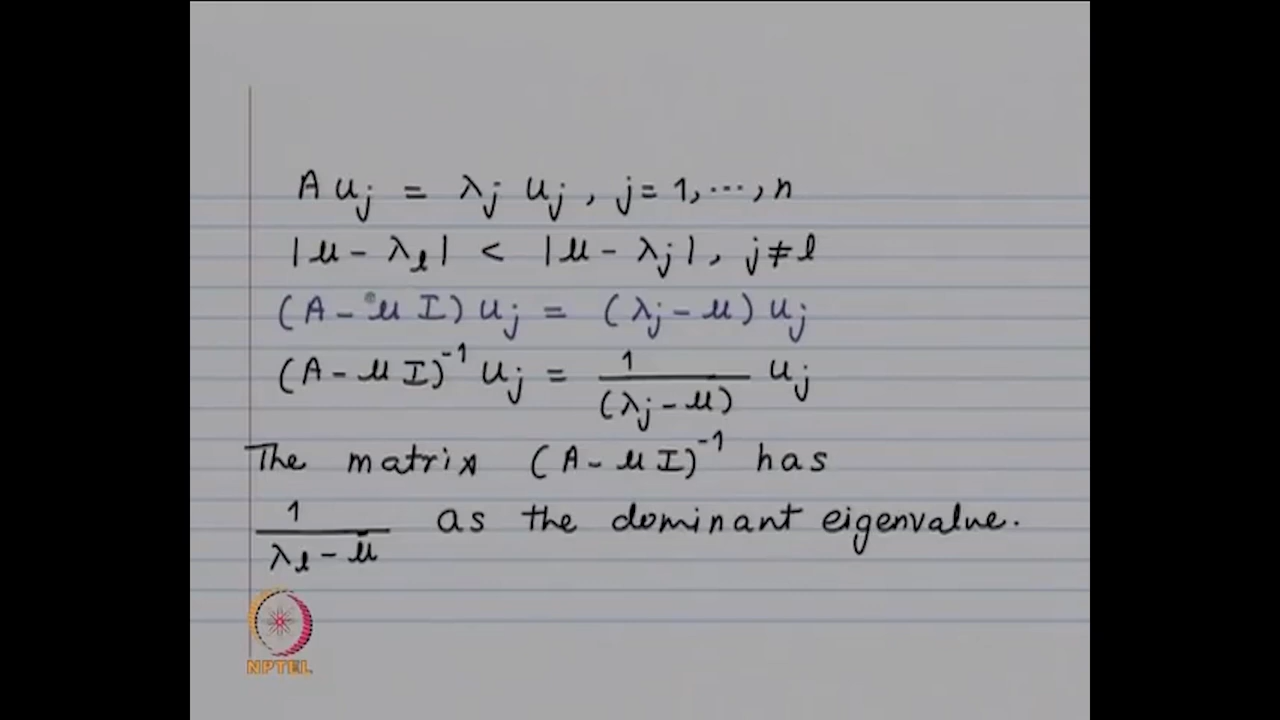 A u_j = λ_j u_j , j = 1, ⋯, n
|μ - λ_l| < |μ - λ_j| , j ≠ l
(A - μ I) u_j = (λ_j - μ) u_j
(A - μ I)^{-1} u_j = 1/(λ_j - μ) u_j
The matrix (A - μ I)^{-1} has
1/(λ_l - μ) as the dominant eigenvalue.
NPTEL